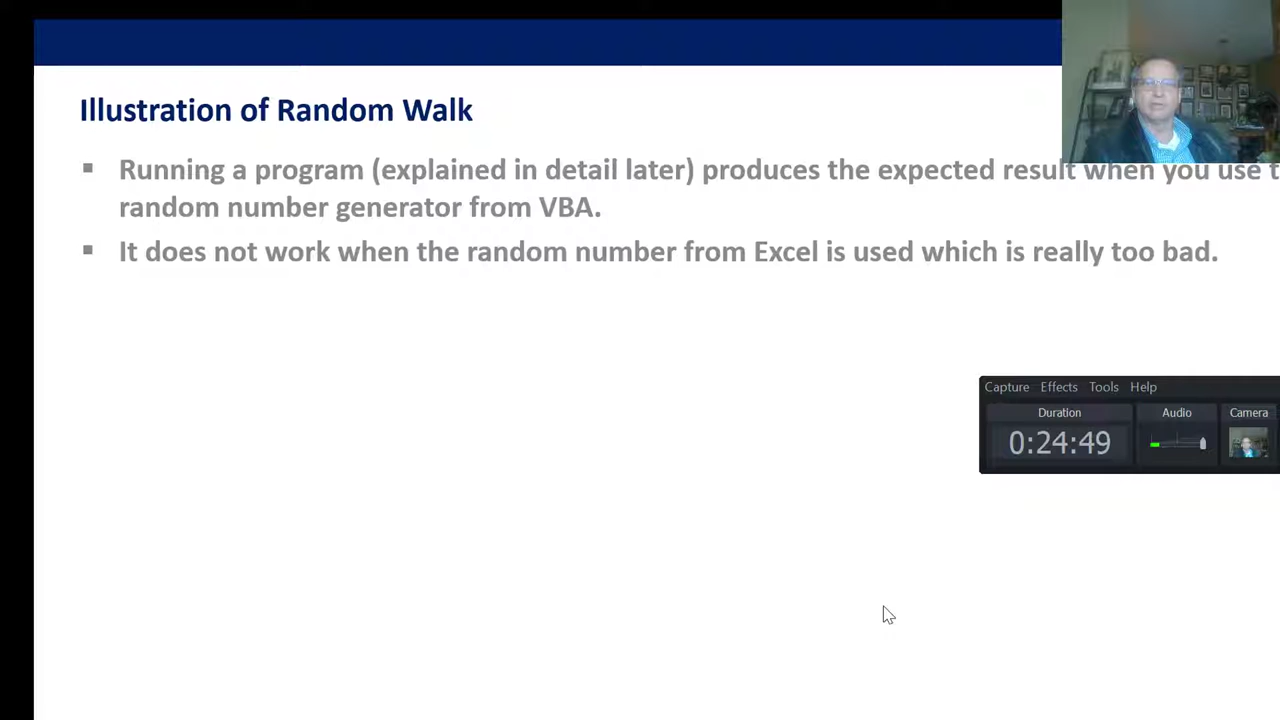 Illustration of Random Walk
▪ Running a program (explained in detail later) produces the expected result when you use t
random number generator from VBA.
▪ It does not work when the random number from Excel is used which is really too bad.
Capture Effects Tools Help
Duration Audio Camera
0:24:49